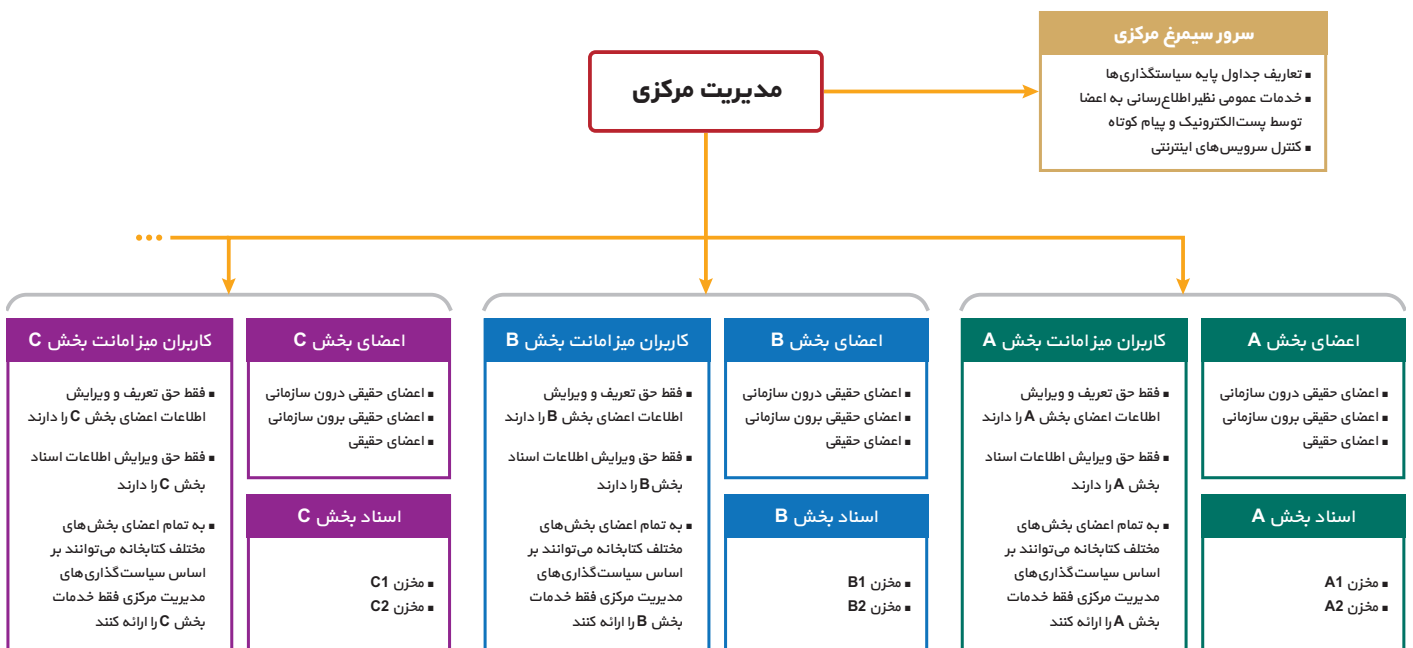 سرور سیمرغ مرکزی
▪ تعاریف جداول پایه سیاستگذاری‌ها
▪ خدمات عمومی نظیر اطلاع‌رسانی به اعضا
توسط پست‌الکترونیک و پیام کوتاه
▪ کنترل سرویس‌های اینترنتی
مدیریت مرکزی
...
اعضای بخش A
▪ اعضای حقیقی درون سازمانی
▪ اعضای حقیقی برون سازمانی
▪ اعضای حقیقی
اسناد بخش A
▪ مخزن A1
▪ مخزن A2
کاربران میز امانت بخش A
▪ فقط حق تعریف و ویرایش
اطلاعات اعضای بخش A را دارند
▪ فقط حق ویرایش اطلاعات اسناد
بخش A را دارند
▪ به تمام اعضای بخش‌های
مختلف کتابخانه می‌توانند بر
اساس سیاست‌گذاری‌های
مدیریت مرکزی فقط خدمات
بخش A را ارائه کنند
اعضای بخش B
▪ اعضای حقیقی درون سازمانی
▪ اعضای حقیقی برون سازمانی
▪ اعضای حقیقی
اسناد بخش B
▪ مخزن B1
▪ مخزن B2
کاربران میز امانت بخش B
▪ فقط حق تعریف و ویرایش
اطلاعات اعضای بخش B را دارند
▪ فقط حق ویرایش اطلاعات اسناد
بخش B را دارند
▪ به تمام اعضای بخش‌های
مختلف کتابخانه می‌توانند بر
اساس سیاست‌گذاری‌های
مدیریت مرکزی فقط خدمات
بخش B را ارائه کنند
اعضای بخش C
▪ اعضای حقیقی درون سازمانی
▪ اعضای حقیقی برون سازمانی
▪ اعضای حقیقی
اسناد بخش C
▪ مخزن C1
▪ مخزن C2
کاربران میز امانت بخش C
▪ فقط حق تعریف و ویرایش
اطلاعات اعضای بخش C را دارند
▪ فقط حق ویرایش اطلاعات اسناد
بخش C را دارند
▪ به تمام اعضای بخش‌های
مختلف کتابخانه می‌توانند بر
اساس سیاست‌گذاری‌های
مدیریت مرکزی فقط خدمات
بخش C را ارائه کنند